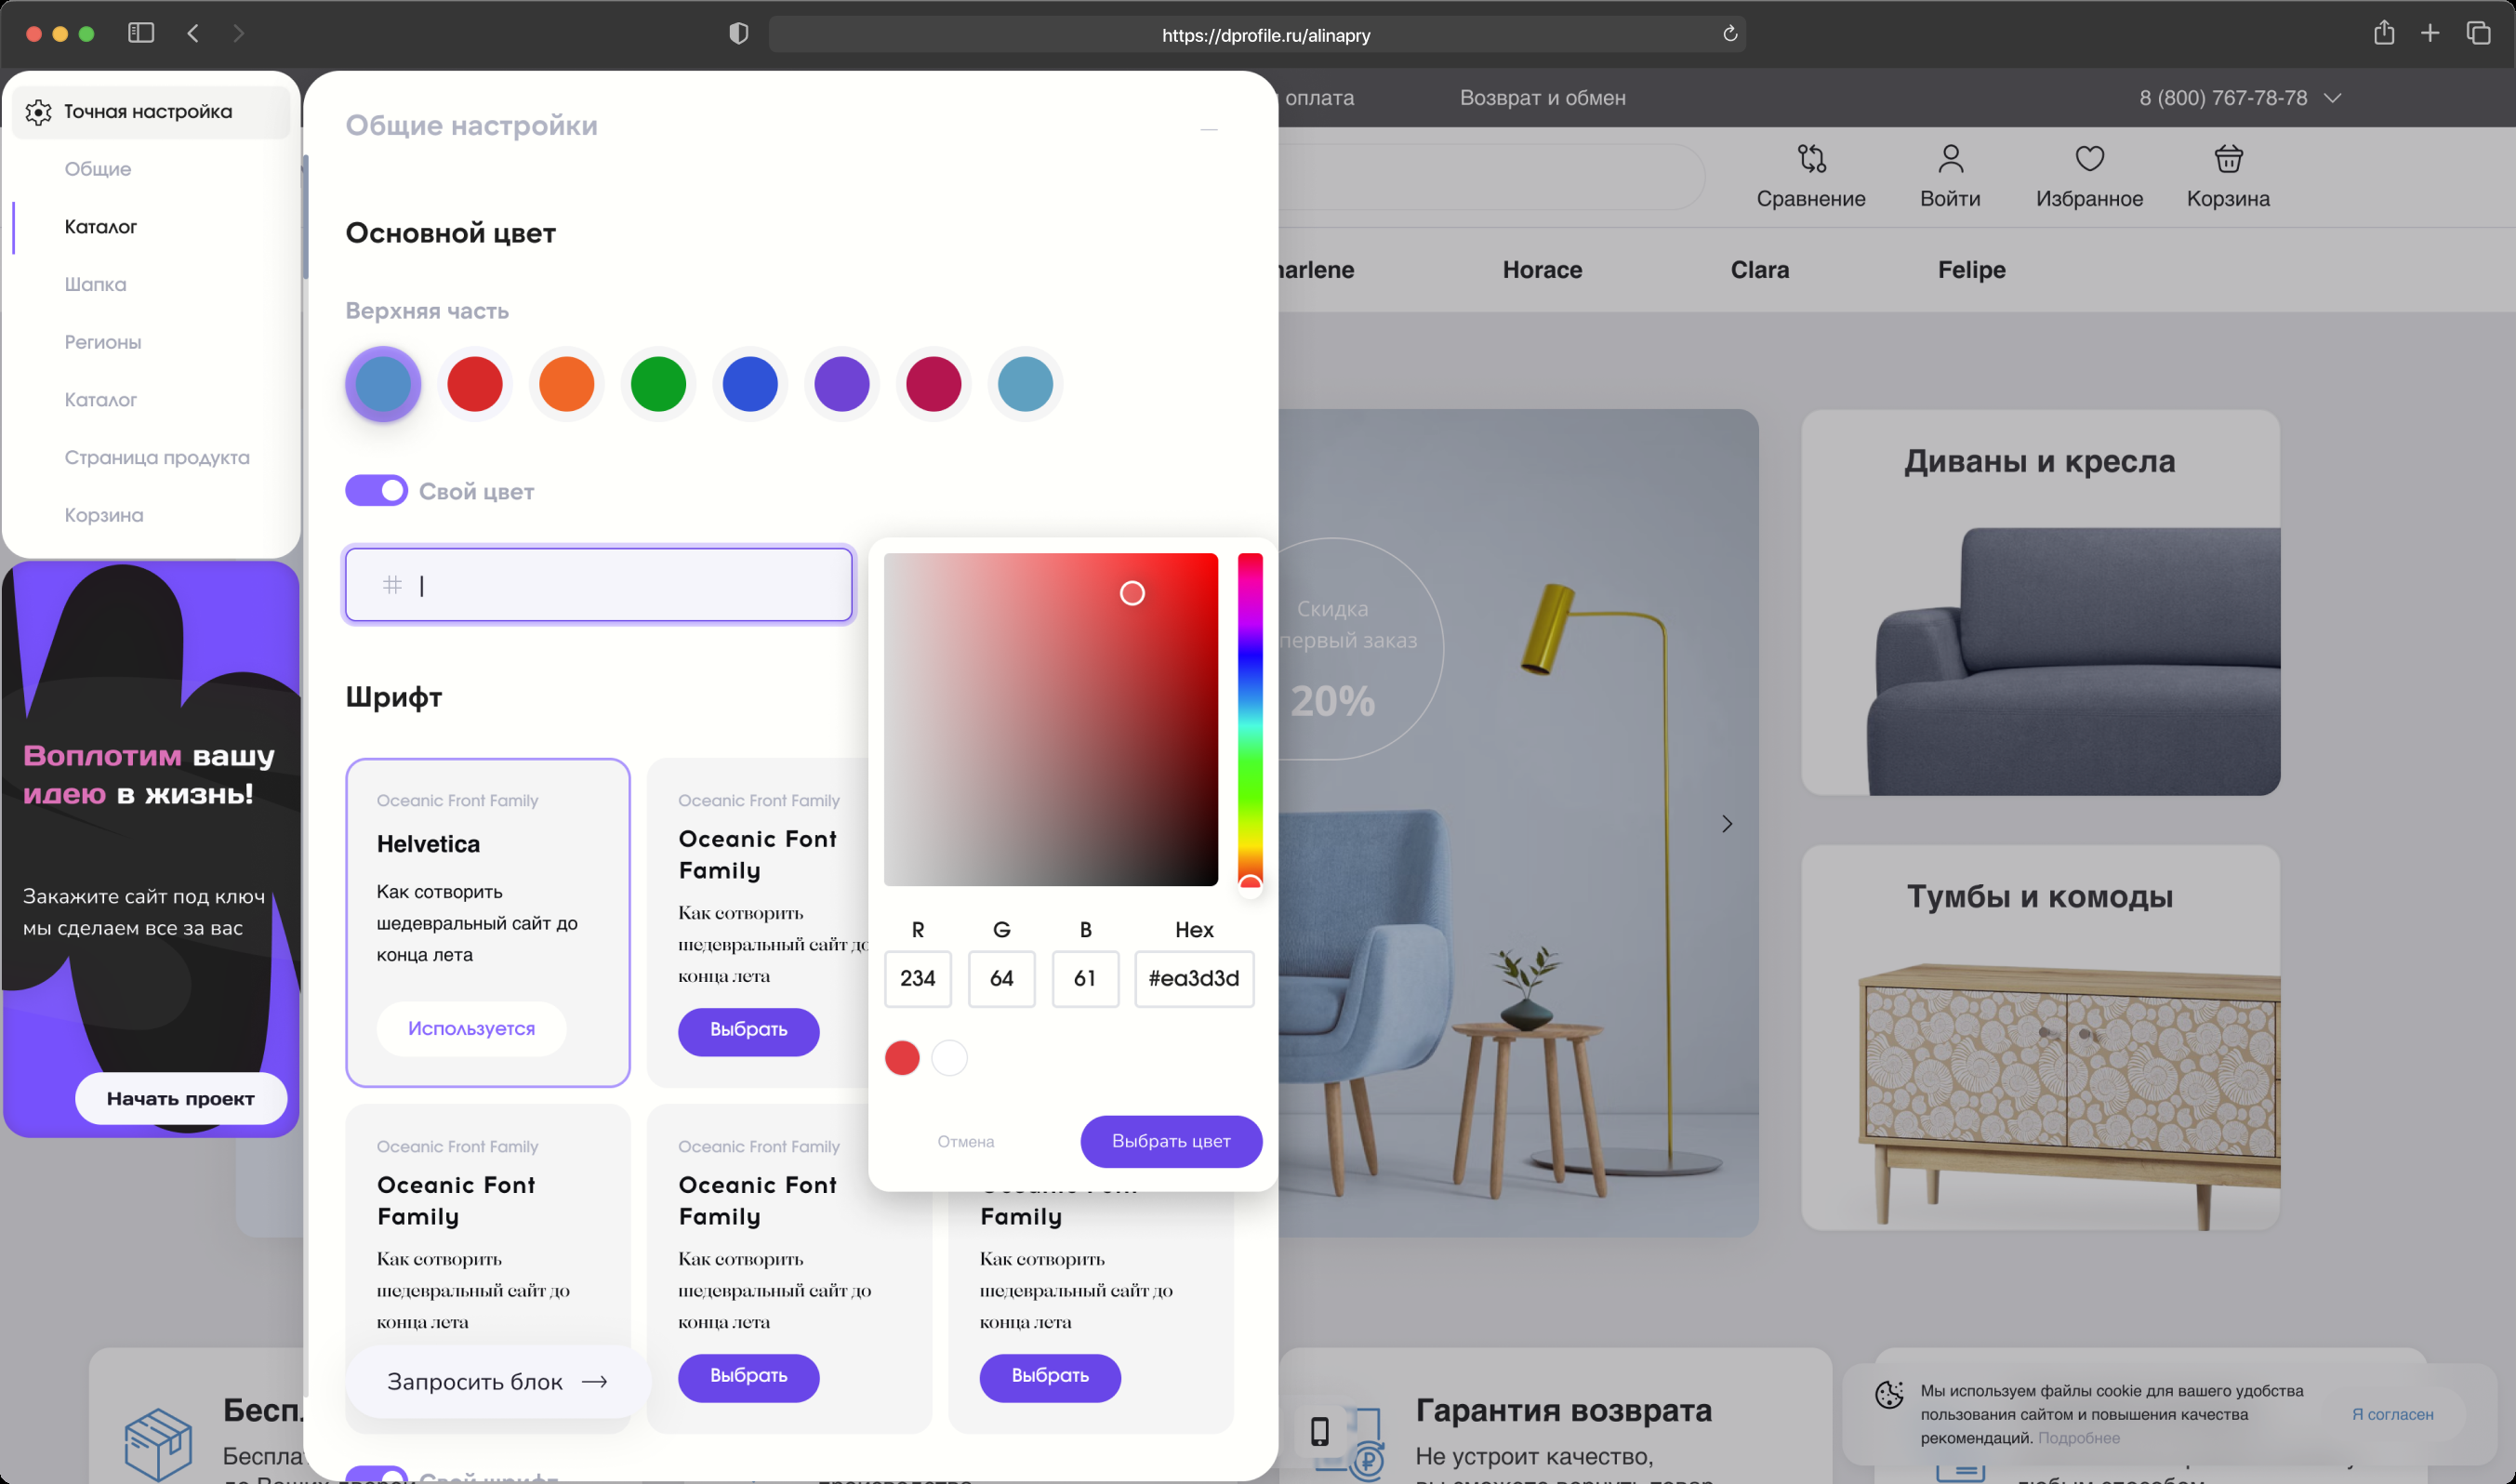 https://dprofile.ru/alinapry
оплата
Возврат и обмен
8 (800) 767-78-78
Сравнение
Войти
Избранное
Корзина
Horace
Clara
Felipe
Точная настройка
Общие
Каталог
Шапка
Регионы
Каталог
Страница продукта
Корзина
Воплотим вашу
идею в жизнь!
Закажите сайт под ключ
мы сделаем все за вас
Начать проект
Общие настройки
Основной цвет
Верхняя часть
Свой цвет
#
Шрифт
Oceanic Front Family
Helvetica
Как сотворить
шедевральный сайт до
конца лета
Используется
Oceanic Front Family
Oceanic Font
Family
Как сотворить
шедевральный сайт до
конца лета
Выбрать
Oceanic Front Family
Oceanic Font
Family
Как сотворить
шедевральный сайт до
конца лета
Запросить блок
Oceanic Front Family
Oceanic Font
Family
Как сотворить
шедевральный сайт до
конца лета
Выбрать
Family
Как сотворить
шедевральный сайт до
конца лета
Выбрать
Свой шрифт
R G B Hex
234 64 61 #ea3d3d
Отмена
Выбрать цвет
Скидка
первый заказ
20%
Диваны и кресла
Тумбы и комоды
Гарантия возврата
Не устроит качество,
Мы используем файлы cookie для вашего удобства
пользования сайтом и повышения качества
рекомендаций. Подробнее
Я согласен